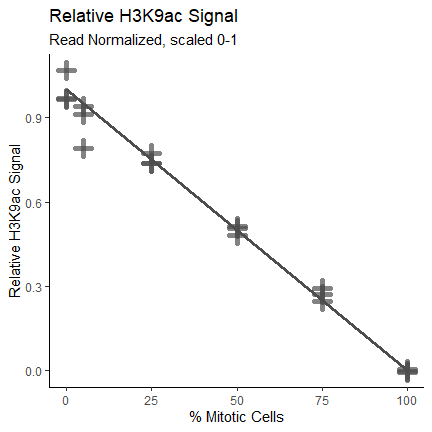 Relative H3K9ac Signal
Read Normalized, scaled 0-1
Relative H3K9ac Signal
0.9
0.6
0.3
0.0
0 25 50 75 100
% Mitotic Cells